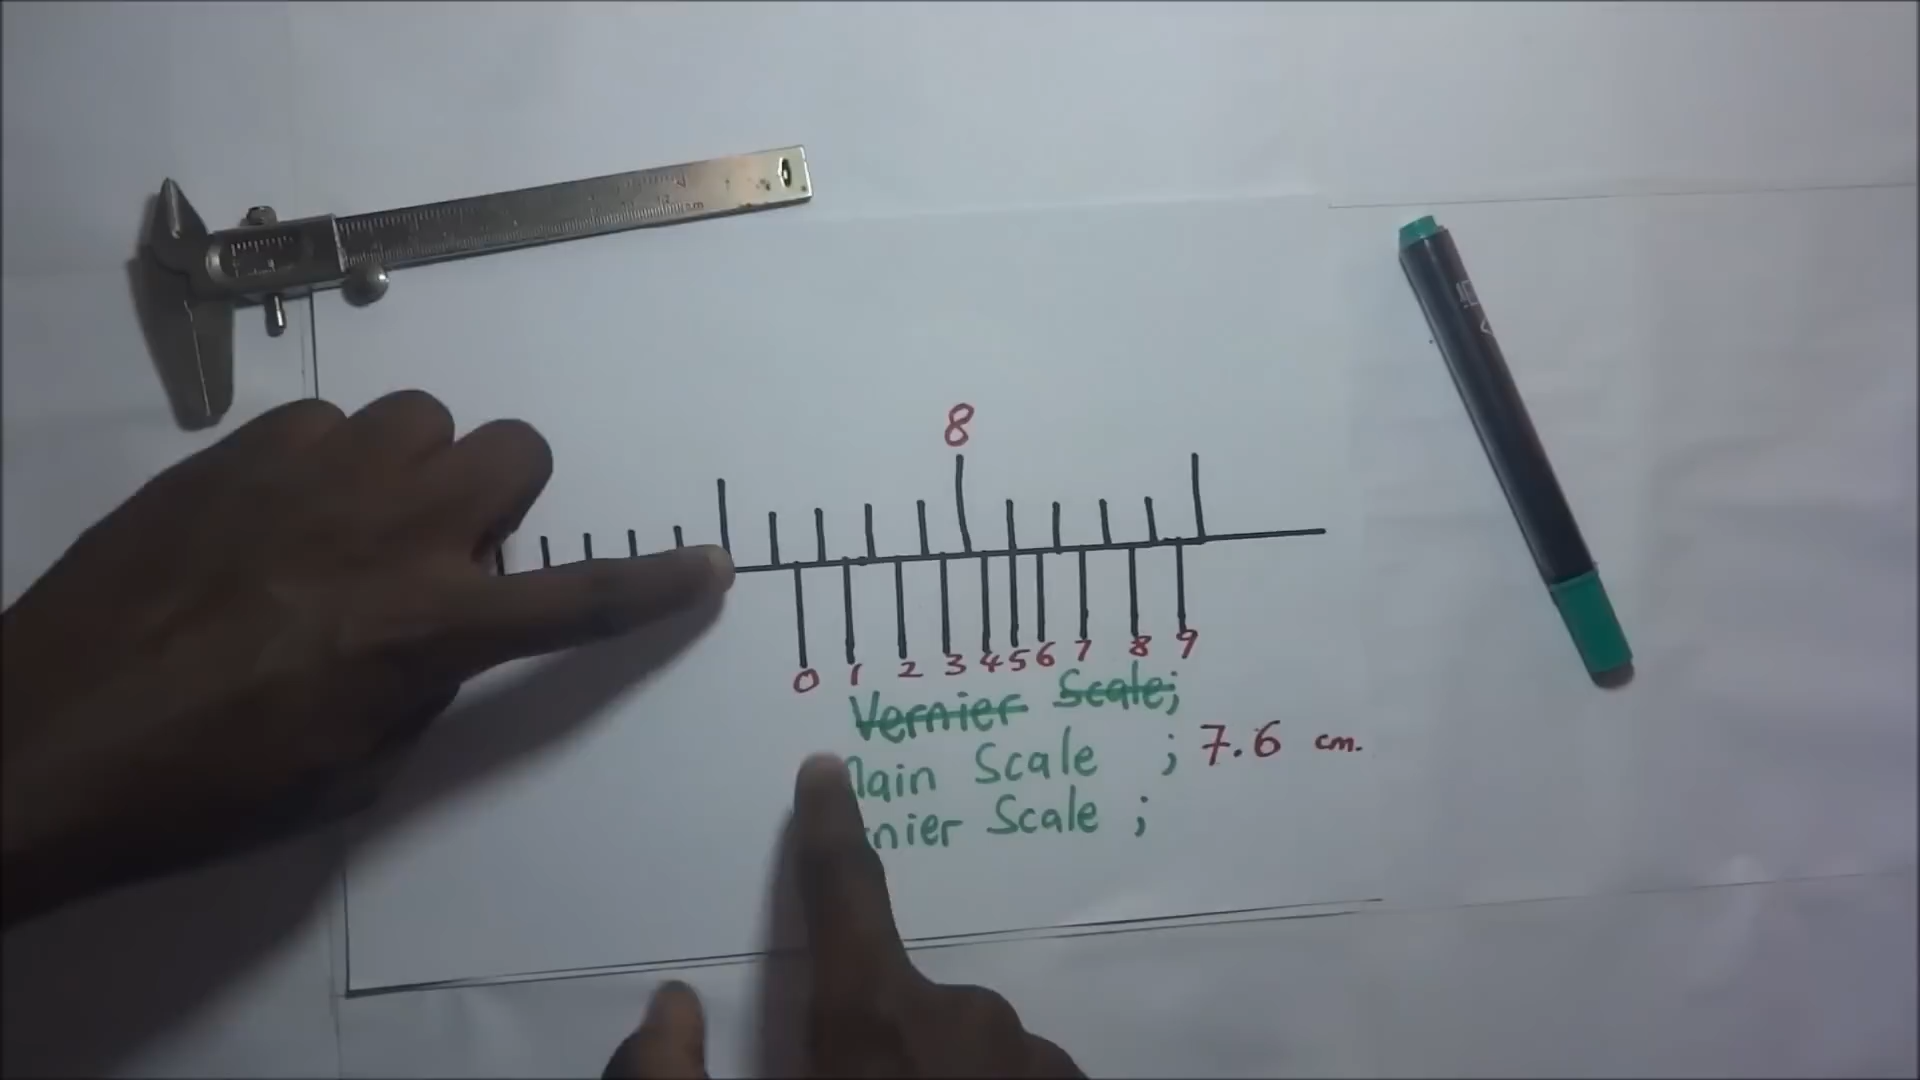 8
0 1 2 3 4 5 6 7 8 9
Vernier Scale;
Main Scale ; 7.6 cm.
nier Scale ;